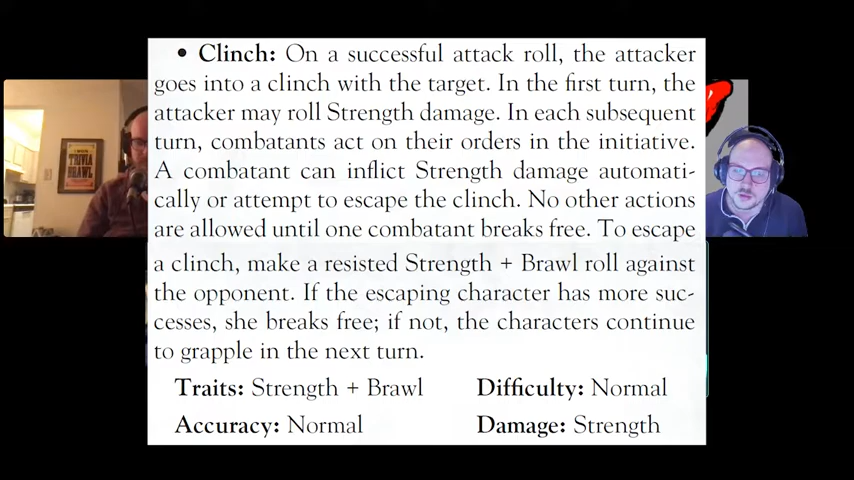 • Clinch: On a successful attack roll, the attacker
goes into a clinch with the target. In the first turn, the
attacker may roll Strength damage. In each subsequent
turn, combatants act on their orders in the initiative.
A combatant can inflict Strength damage automati-
cally or attempt to escape the clinch. No other actions
are allowed until one combatant breaks free. To escape
a clinch, make a resisted Strength + Brawl roll against
the opponent. If the escaping character has more suc-
cesses, she breaks free; if not, the characters continue
to grapple in the next turn.
Traits: Strength + Brawl Difficulty: Normal
Accuracy: Normal Damage: Strength
TRIVIA
BRAWL